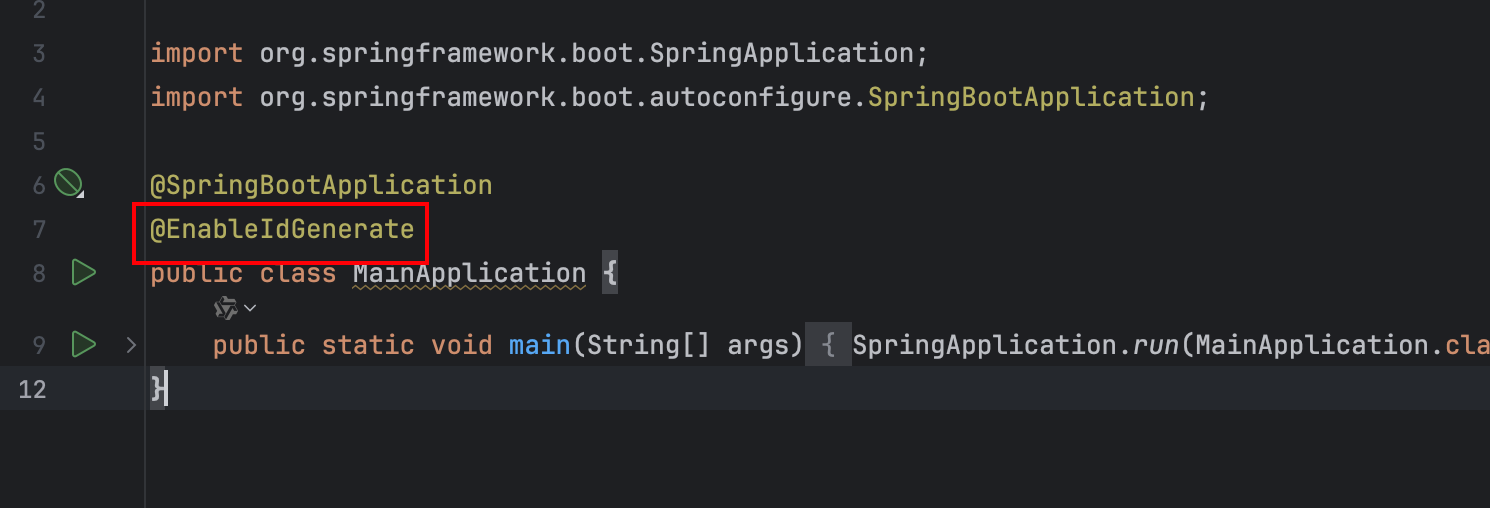 2
3 import org.springframework.boot.SpringApplication;
4 import org.springframework.boot.autoconfigure.SpringBootApplication;
5
6 @SpringBootApplication
7 @EnableIdGenerate
8 public class MainApplication {
9 public static void main(String[] args) { SpringApplication.run(MainApplication.cla
12 }